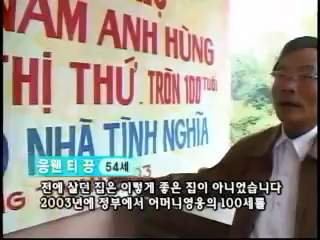 NAM ANH HÙNG
THỊ THỨ. TRÒN 100 TUỔI
NHÀ TÌNH NGHĨA
응웬 티 끙 54세
전에 살던 집은 이렇게 좋은 집이 아니었습니다
2003년에 정부에서 어머니영웅의 100세를